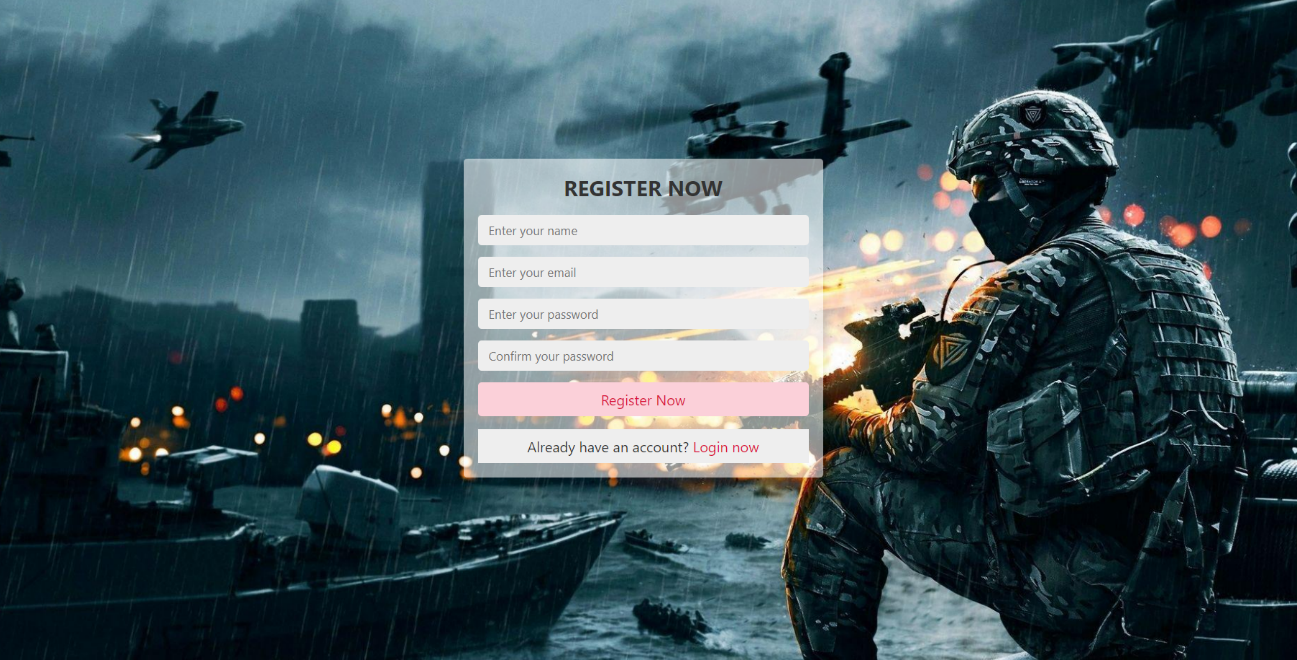 REGISTER NOW
Enter your name
Enter your email
Enter your password
Confirm your password
Register Now
Already have an account? Login now